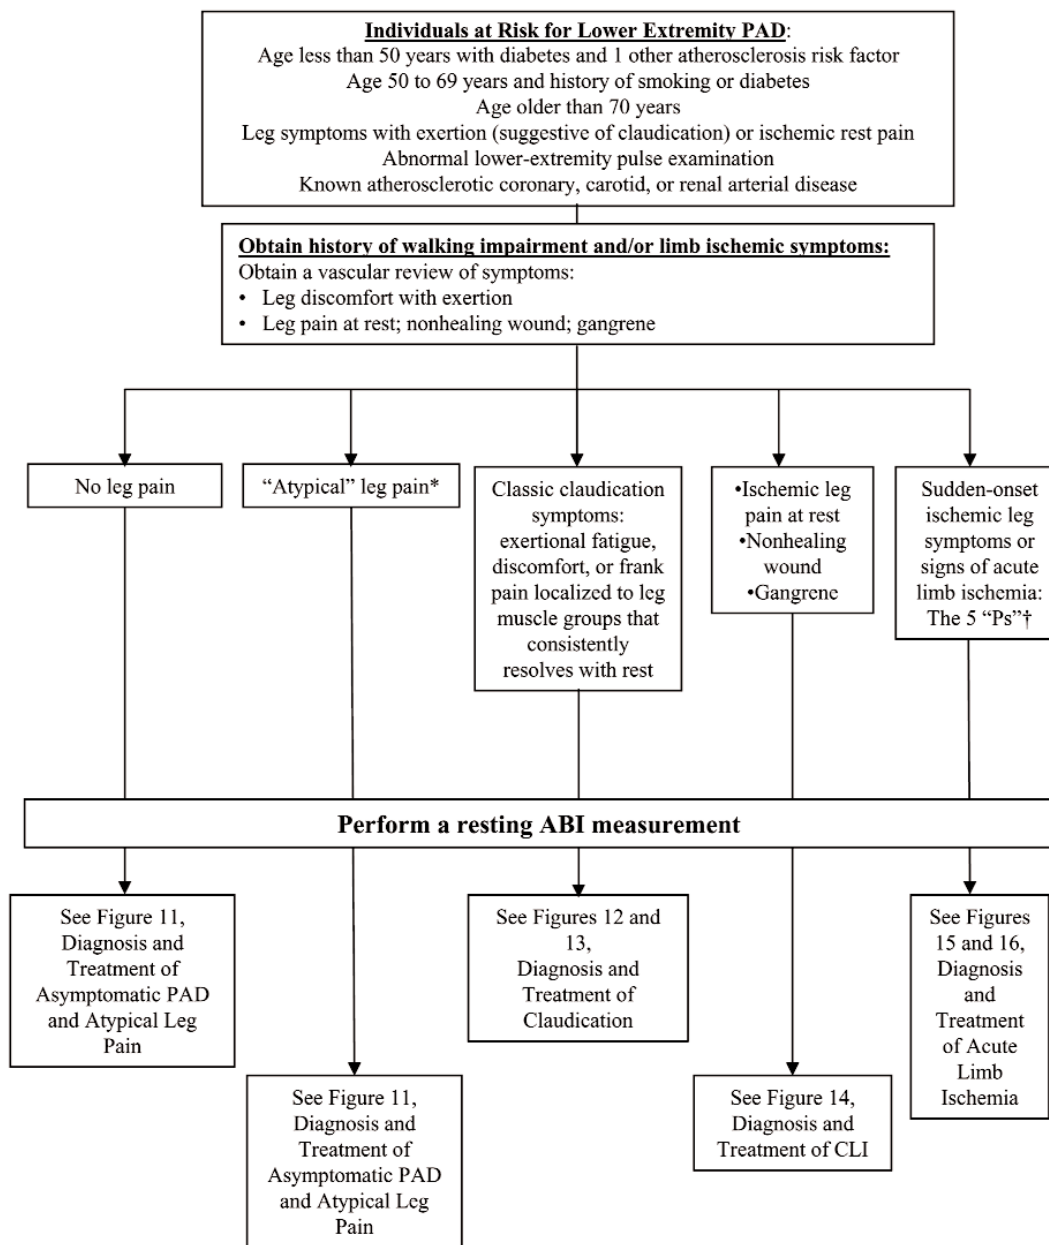 Individuals at Risk for Lower Extremity PAD:
Age less than 50 years with diabetes and 1 other atherosclerosis risk factor
Age 50 to 69 years and history of smoking or diabetes
Age older than 70 years
Leg symptoms with exertion (suggestive of claudication) or ischemic rest pain
Abnormal lower-extremity pulse examination
Known atherosclerotic coronary, carotid, or renal arterial disease
Obtain history of walking impairment and/or limb ischemic symptoms:
Obtain a vascular review of symptoms:
• Leg discomfort with exertion
• Leg pain at rest; nonhealing wound; gangrene
No leg pain
“Atypical” leg pain*
Classic claudication
symptoms:
exertional fatigue,
discomfort, or frank
pain localized to leg
muscle groups that
consistently
resolves with rest
•Ischemic leg
pain at rest
•Nonhealing
wound
•Gangrene
Sudden-onset
ischemic leg
symptoms or
signs of acute
limb ischemia:
The 5 “Ps”†
Perform a resting ABI measurement
See Figure 11,
Diagnosis and
Treatment of
Asymptomatic PAD
and Atypical Leg
Pain
See Figure 11,
Diagnosis and
Treatment of
Asymptomatic PAD
and Atypical Leg
Pain
See Figures 12 and
13,
Diagnosis and
Treatment of
Claudication
See Figure 14,
Diagnosis and
Treatment of CLI
See Figures
15 and 16,
Diagnosis
and
Treatment
of Acute
Limb
Ischemia